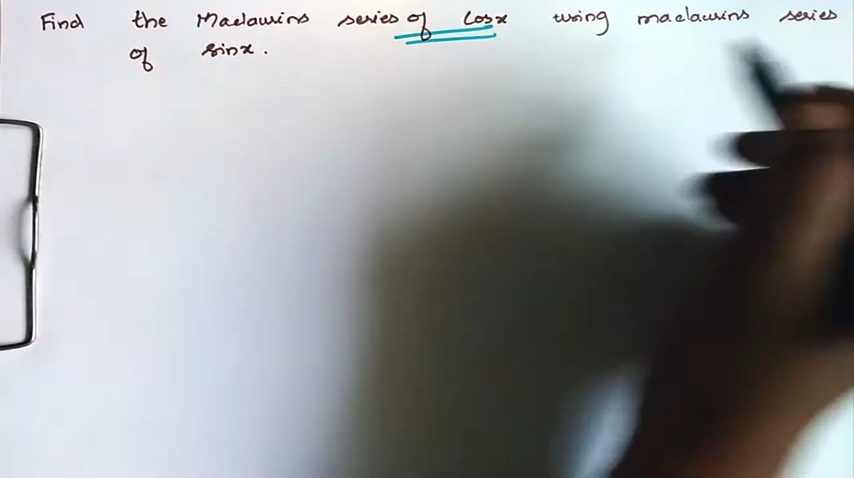 Find the Maclaurins series of cosx using maclaurins series
of sinx.